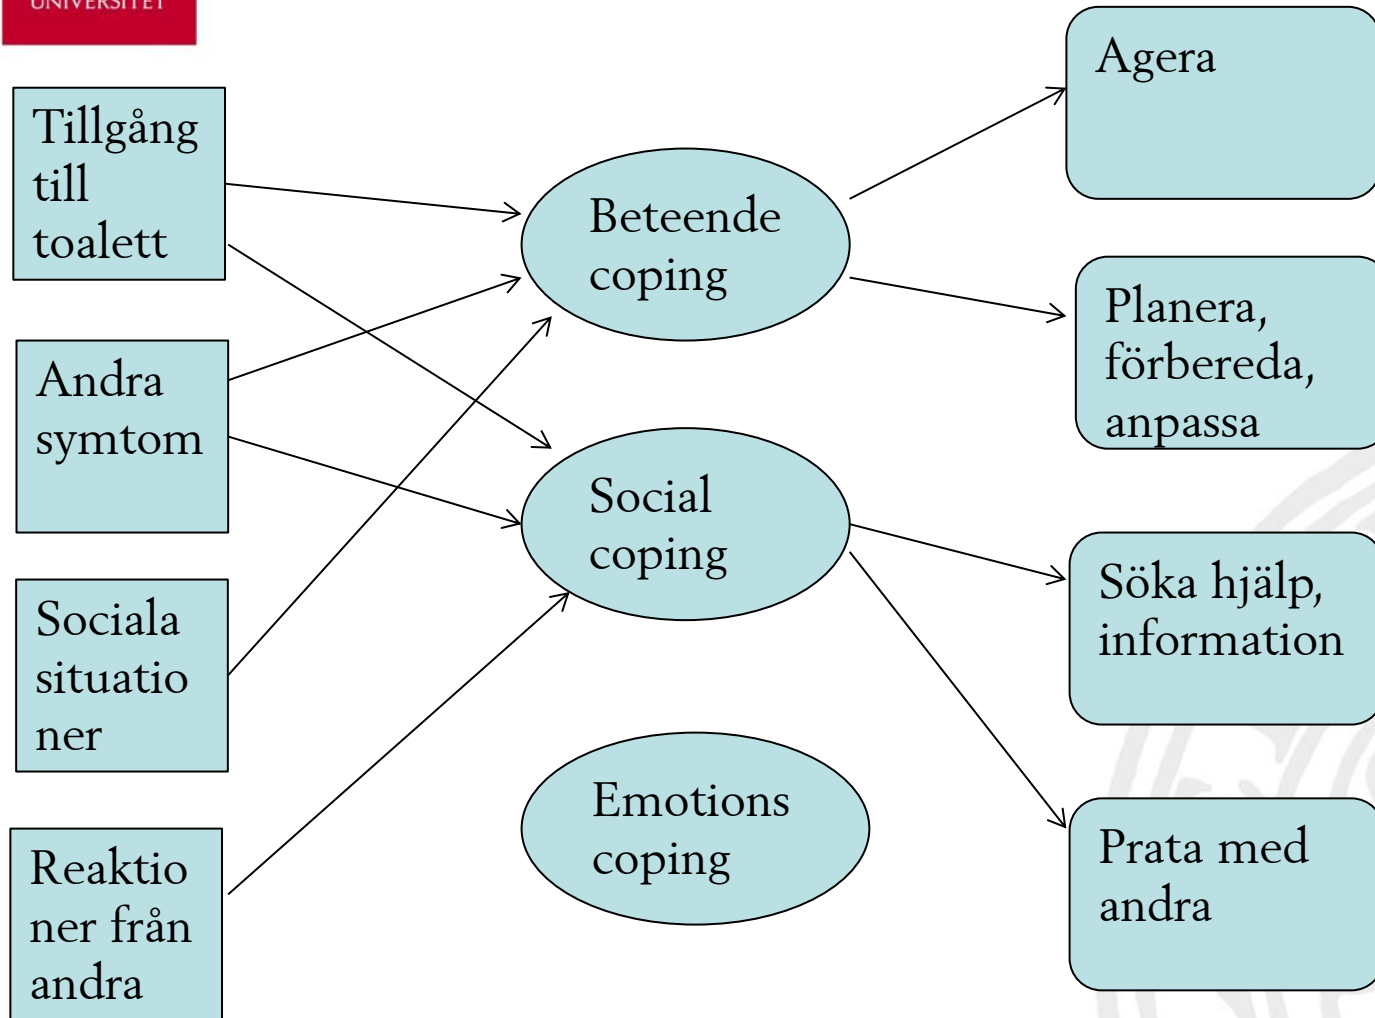 UNIVERSITET
Tillgång
till
toalett
Andra
symtom
Sociala
situatio
ner
Reaktio
ner från
andra
Beteende
coping
Social
coping
Emotions
coping
Agera
Planera,
förbereda,
anpassa
Söka hjälp,
information
Prata med
andra